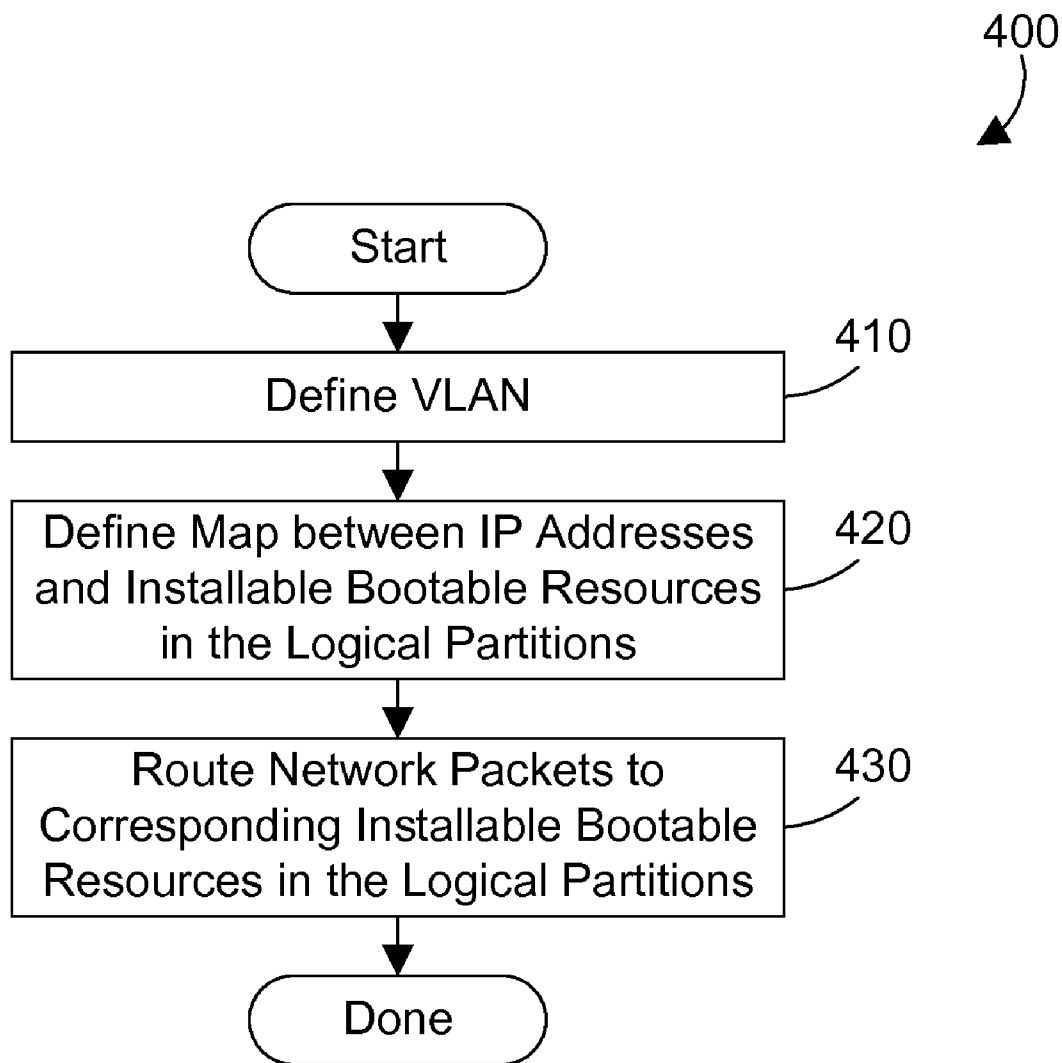 400
Start
410
Define VLAN
420
Define Map between IP Addresses
and Installable Bootable Resources
in the Logical Partitions
430
Route Network Packets to
Corresponding Installable Bootable
Resources in the Logical Partitions
Done